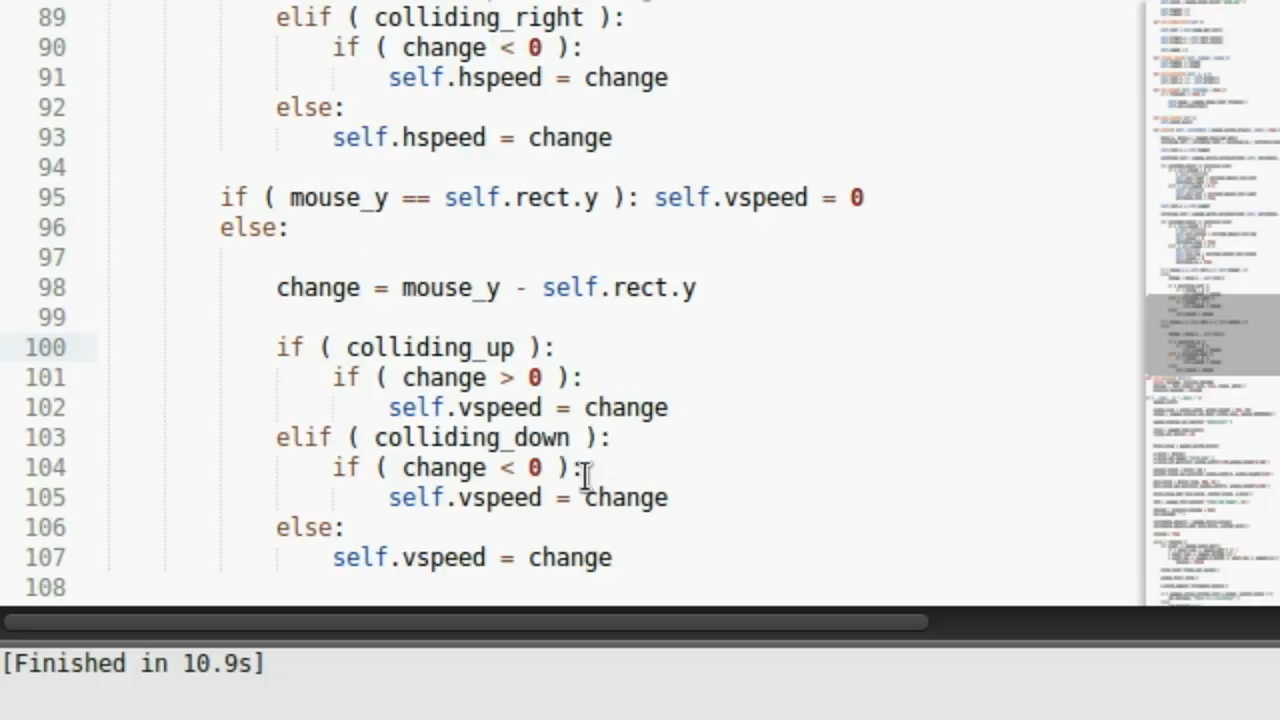 89 elif ( colliding_right ):
90 if ( change < 0 ):
91 self.hspeed = change
92 else:
93 self.hspeed = change
94
95 if ( mouse_y == self.rect.y ): self.vspeed = 0
96 else:
97
98 change = mouse_y - self.rect.y
99
100 if ( colliding_up ):
101 if ( change > 0 ):
102 self.vspeed = change
103 elif ( colliding_down ):
104 if ( change < 0 ):
105 self.vspeed = change
106 else:
107 self.vspeed = change
108
[Finished in 10.9s]